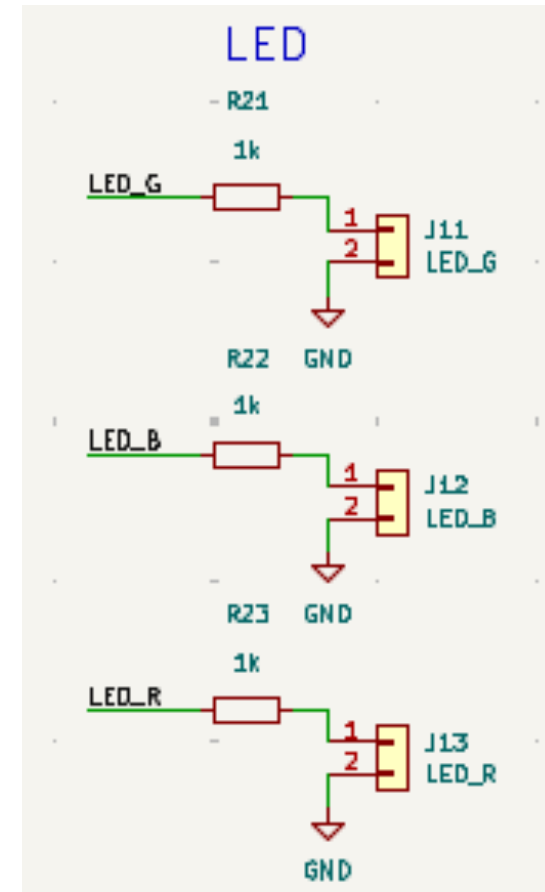 LED
R21
1k
LED_G
1
J11
2
LED_G
GND
R22
1k
LED_B
1
J12
2
LED_B
GND
R23
1k
LED_R
1
J13
2
LED_R
GND